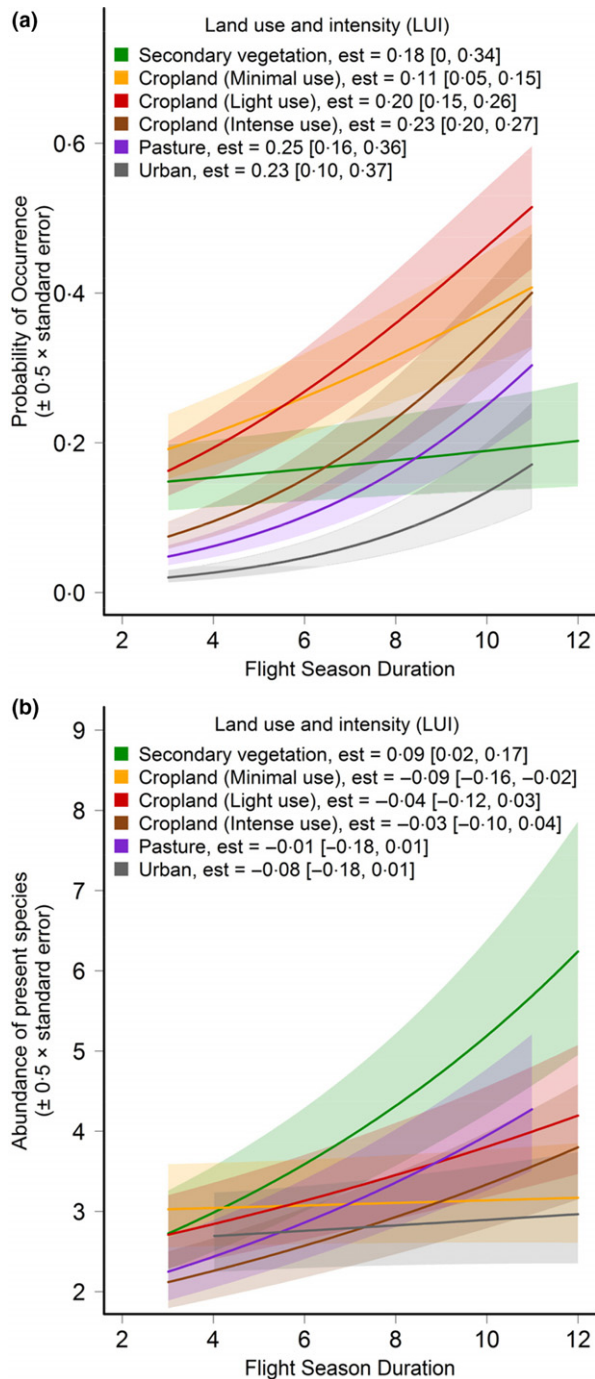 (a)
Land use and intensity (LUI)
Secondary vegetation, est = 0·18 [0, 0·34]
Cropland (Minimal use), est = 0·11 [0·05, 0·15]
Cropland (Light use), est = 0·20 [0·15, 0·26]
Cropland (Intense use), est = 0·23 [0·20, 0·27]
Pasture, est = 0.25 [0·16, 0·36]
Urban, est = 0.23 [0·10, 0·37]
Probability of Occurrence
(± 0·5 × standard error)
0·6
0·4
0·2
0·0
2 4 6 8 10 12
Flight Season Duration
(b)
Land use and intensity (LUI)
Secondary vegetation, est = 0·09 [0·02, 0·17]
Cropland (Minimal use), est = –0·09 [–0·16, –0·02]
Cropland (Light use), est = –0·04 [–0·12, 0·03]
Cropland (Intense use), est = –0·03 [–0·10, 0·04]
Pasture, est = –0·01 [–0·18, 0·01]
Urban, est = –0·08 [–0·18, 0·01]
Abundance of present species
(± 0·5 × standard error)
9
8
7
6
5
4
3
2
2 4 6 8 10 12
Flight Season Duration